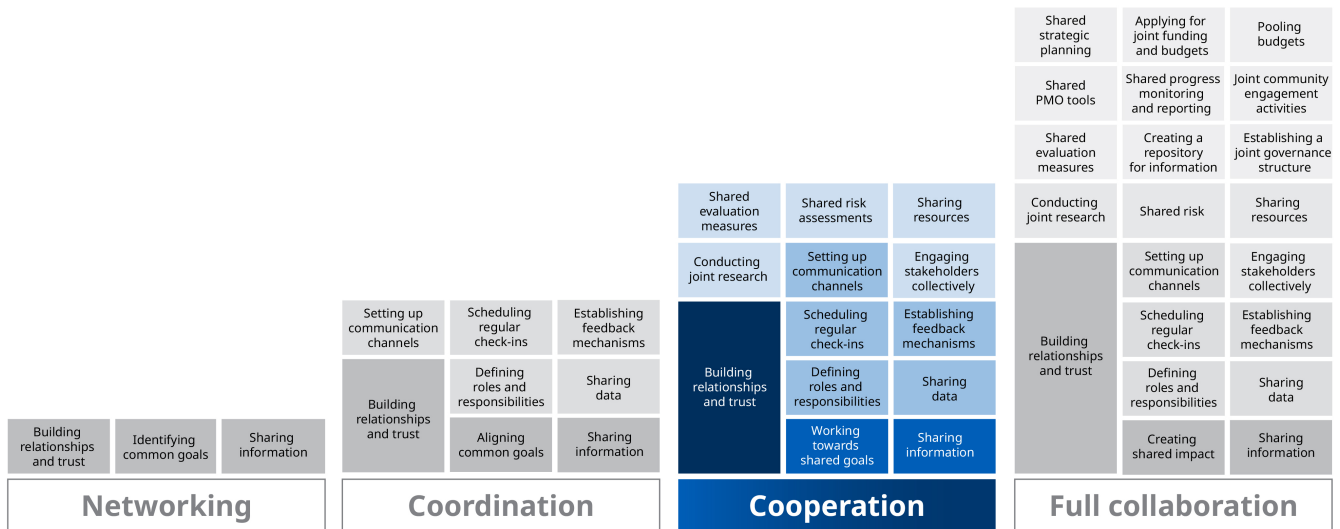 Building
relationships
and trust
Identifying
common goals
Sharing
information
Networking
Setting up
communication
channels
Scheduling
regular
check-ins
Establishing
feedback
mechanisms
Building
relationships
and trust
Defining
roles and
responsibilities
Sharing
data
Aligning
common goals
Sharing
information
Coordination
Shared
evaluation
measures
Shared risk
assessments
Sharing
resources
Conducting
joint research
Setting up
communication
channels
Engaging
stakeholders
collectively
Building
relationships
and trust
Scheduling
regular
check-ins
Establishing
feedback
mechanisms
Defining
roles and
responsibilities
Sharing
data
Working
towards
shared goals
Sharing
information
Cooperation
Shared
strategic
planning
Applying for
joint funding
and budgets
Pooling
budgets
Shared
PMO tools
Shared progress
monitoring
and reporting
Joint community
engagement
activities
Shared
evaluation
measures
Creating a
repository
for information
Establishing a
joint governance
structure
Conducting
joint research
Shared risk
Sharing
resources
Building
relationships
and trust
Setting up
communication
channels
Engaging
stakeholders
collectively
Scheduling
regular
check-ins
Establishing
feedback
mechanisms
Defining
roles and
responsibilities
Sharing
data
Creating
shared impact
Sharing
information
Full collaboration